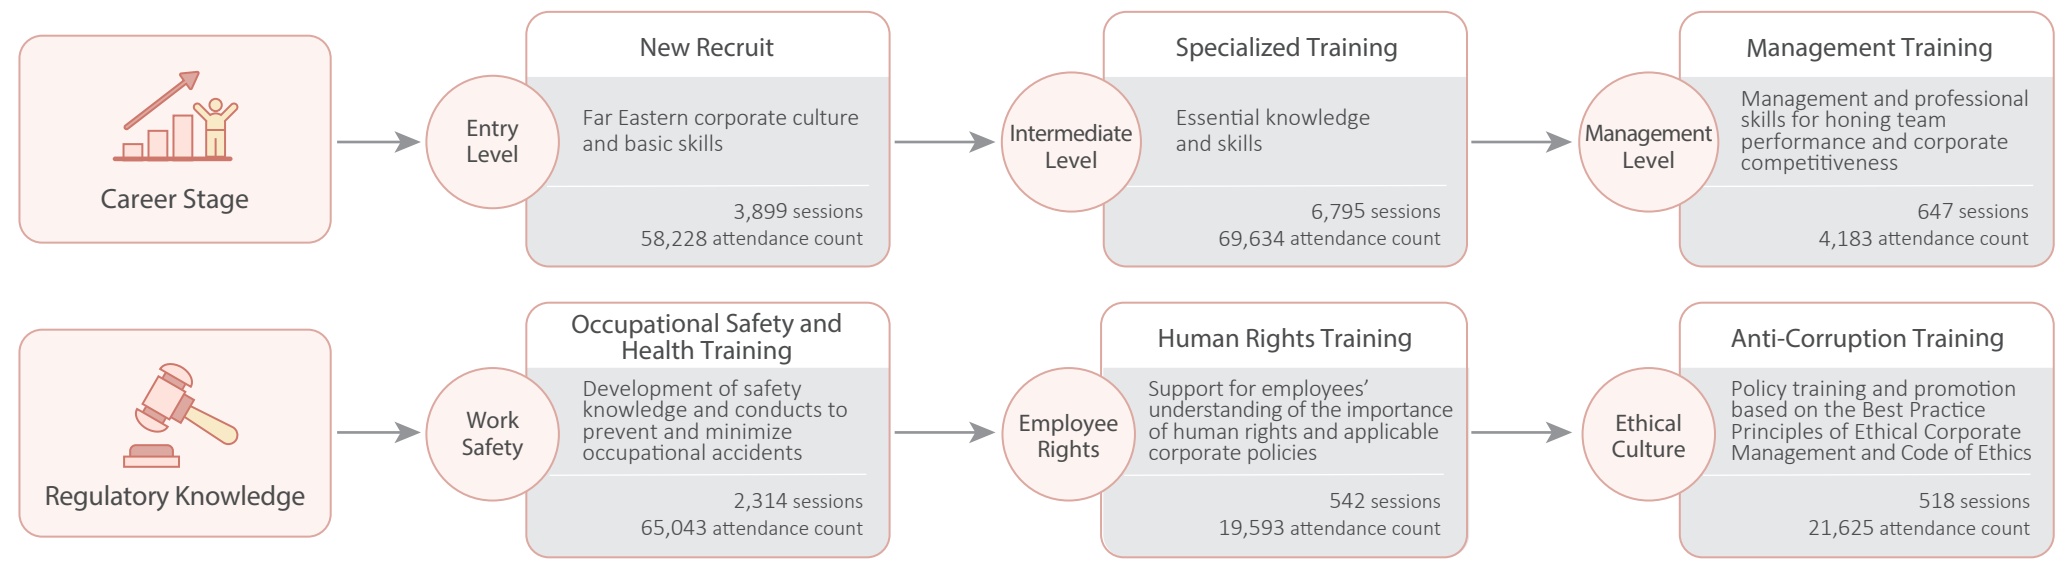 Career Stage
Entry
Level
New Recruit
Far Eastern corporate culture
and basic skills
3,899 sessions
58,228 attendance count
Intermediate
Level
Specialized Training
Essential knowledge
and skills
6,795 sessions
69,634 attendance count
Management
Level
Management Training
Management and professional
skills for honing team
performance and corporate
competitiveness
647 sessions
4,183 attendance count
Regulatory Knowledge
Work
Safety
Occupational Safety and
Health Training
Development of safety
knowledge and conducts to
prevent and minimize
occupational accidents
2,314 sessions
65,043 attendance count
Employee
Rights
Human Rights Training
Support for employees’
understanding of the importance
of human rights and applicable
corporate policies
542 sessions
19,593 attendance count
Ethical
Culture
Anti-Corruption Training
Policy training and promotion
based on the Best Practice
Principles of Ethical Corporate
Management and Code of Ethics
518 sessions
21,625 attendance count